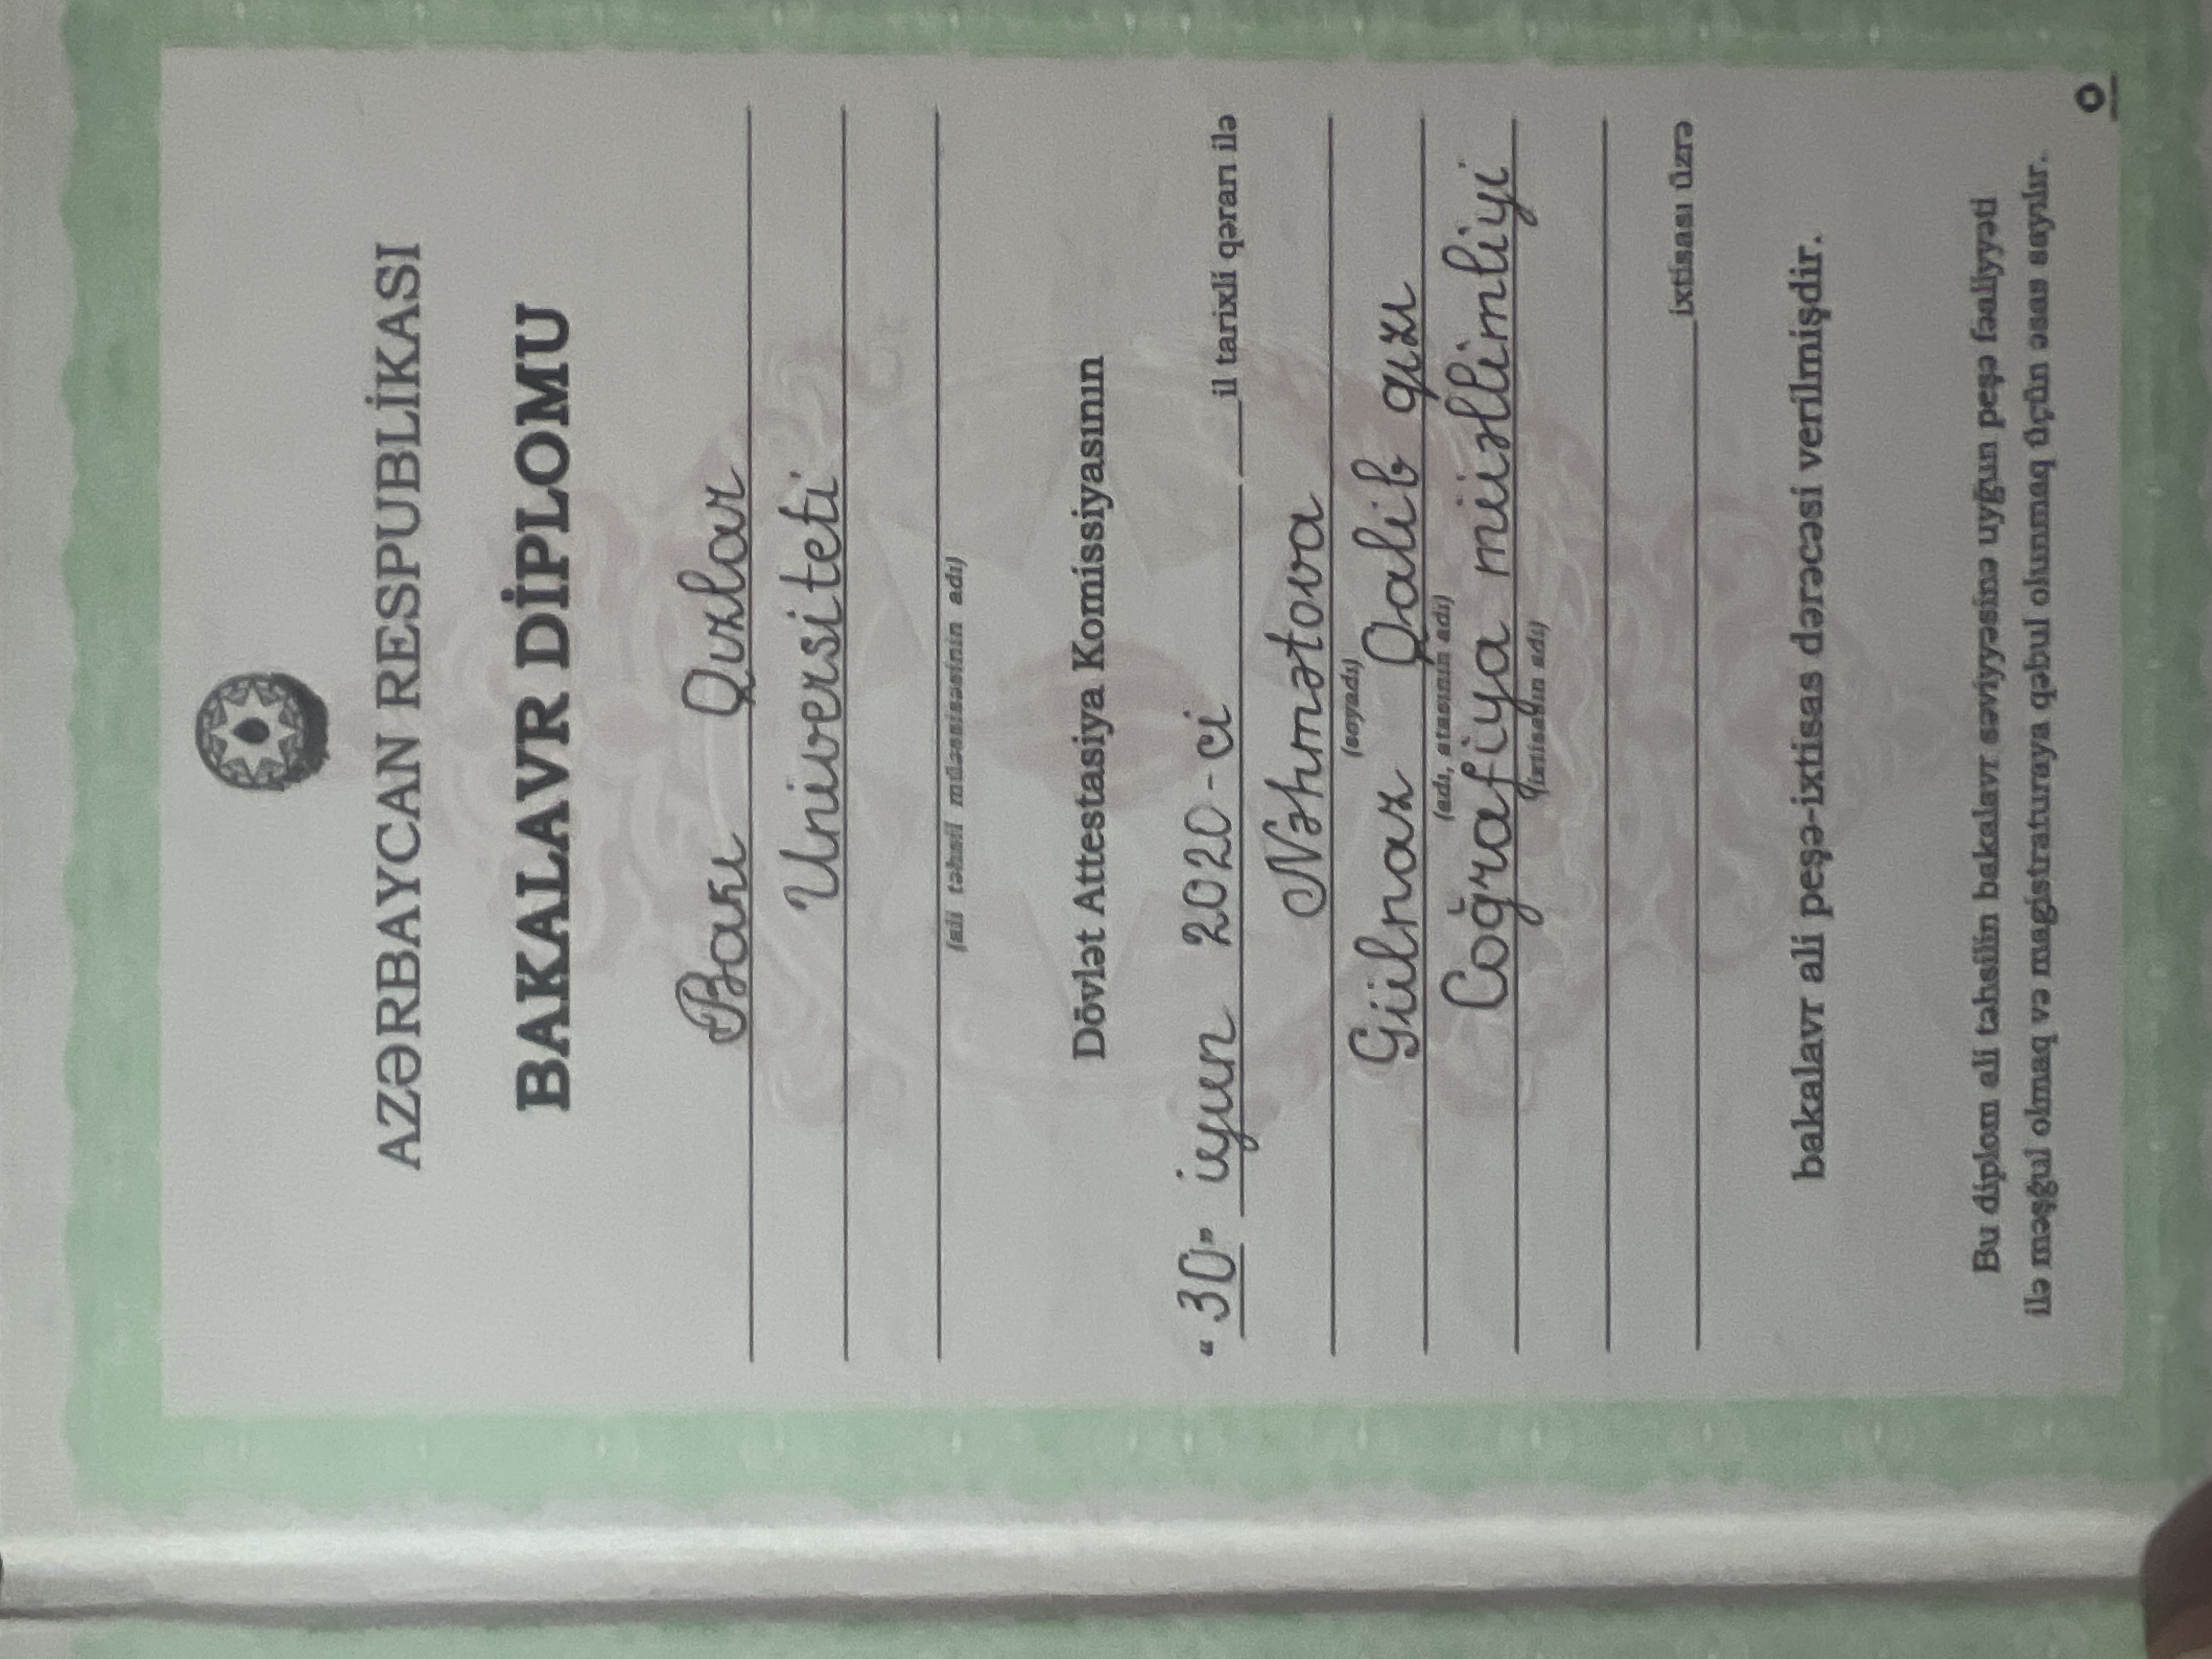 AZƏRBAYCAN RESPUBLİKASI
BAKALAVR DİPLOMU
Bakı Qızlar
Universiteti
(ali təhsil müəssisəsinin adı)
Dövlət Attestasiya Komissiyasının
“30” iyun 2020-ci il tarixli qərarı ilə
Nəhmətova
(soyadı)
Gülnaz Qalib qızı
(adı, atasının adı)
Coğrafiya müəllimliyi
(ixtisasın adı)
ixtisası üzrə
bakalavr ali peşə-ixtisas dərəcəsi verilmişdir.
Bu diplom ali təhsilin bakalavr səviyyəsinə uyğun peşə fəaliyyəti
ilə məşğul olmaq və magistraturaya qəbul olunmaq üçün əsas sayılır.